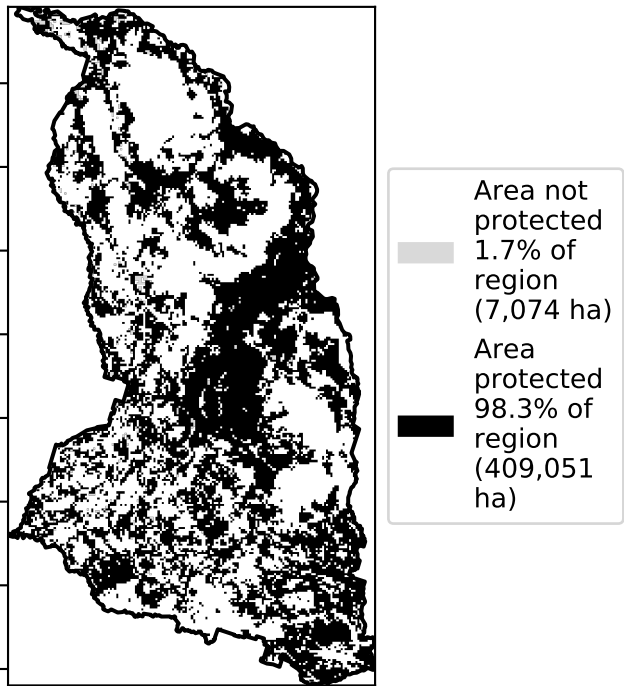 Area not
protected
1.7% of
region
(7,074 ha)
Area
protected
98.3% of
region
(409,051
ha)